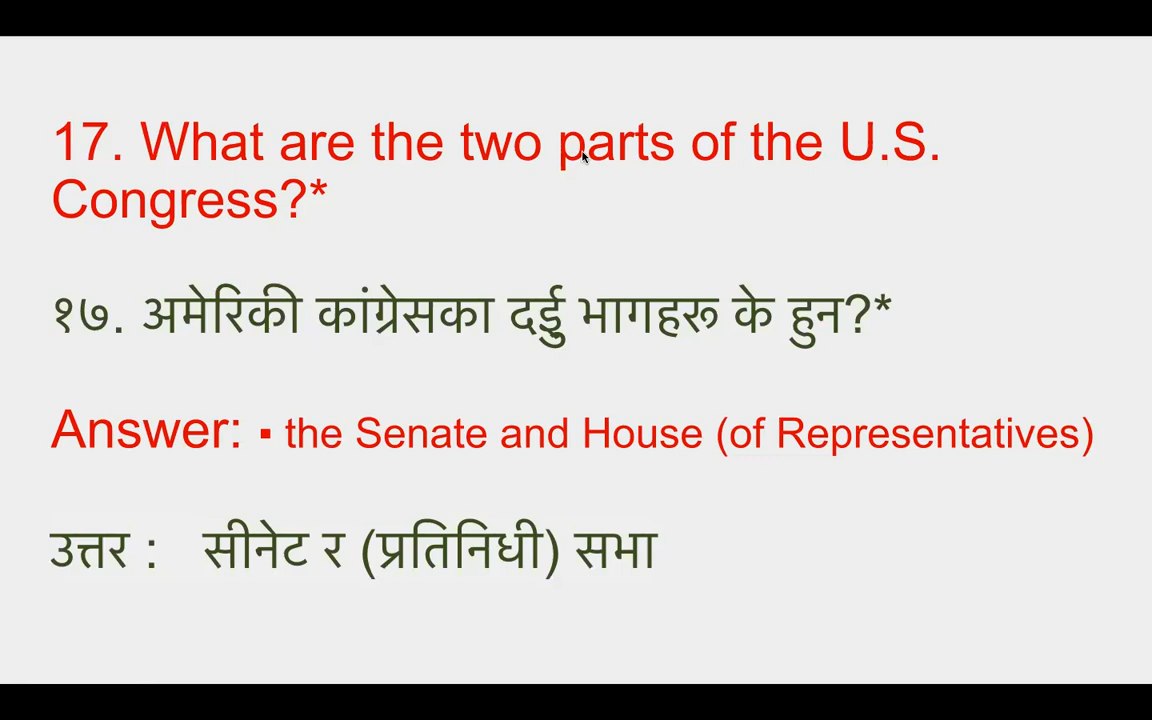 17. What are the two parts of the U.S.
Congress?*
१७. अमेरिकी कांग्रेसका दर्इु भागहरू के हुन?*
Answer: ▪ the Senate and House (of Representatives)
उत्तर : सीनेट र (प्रतिनिधी) सभा